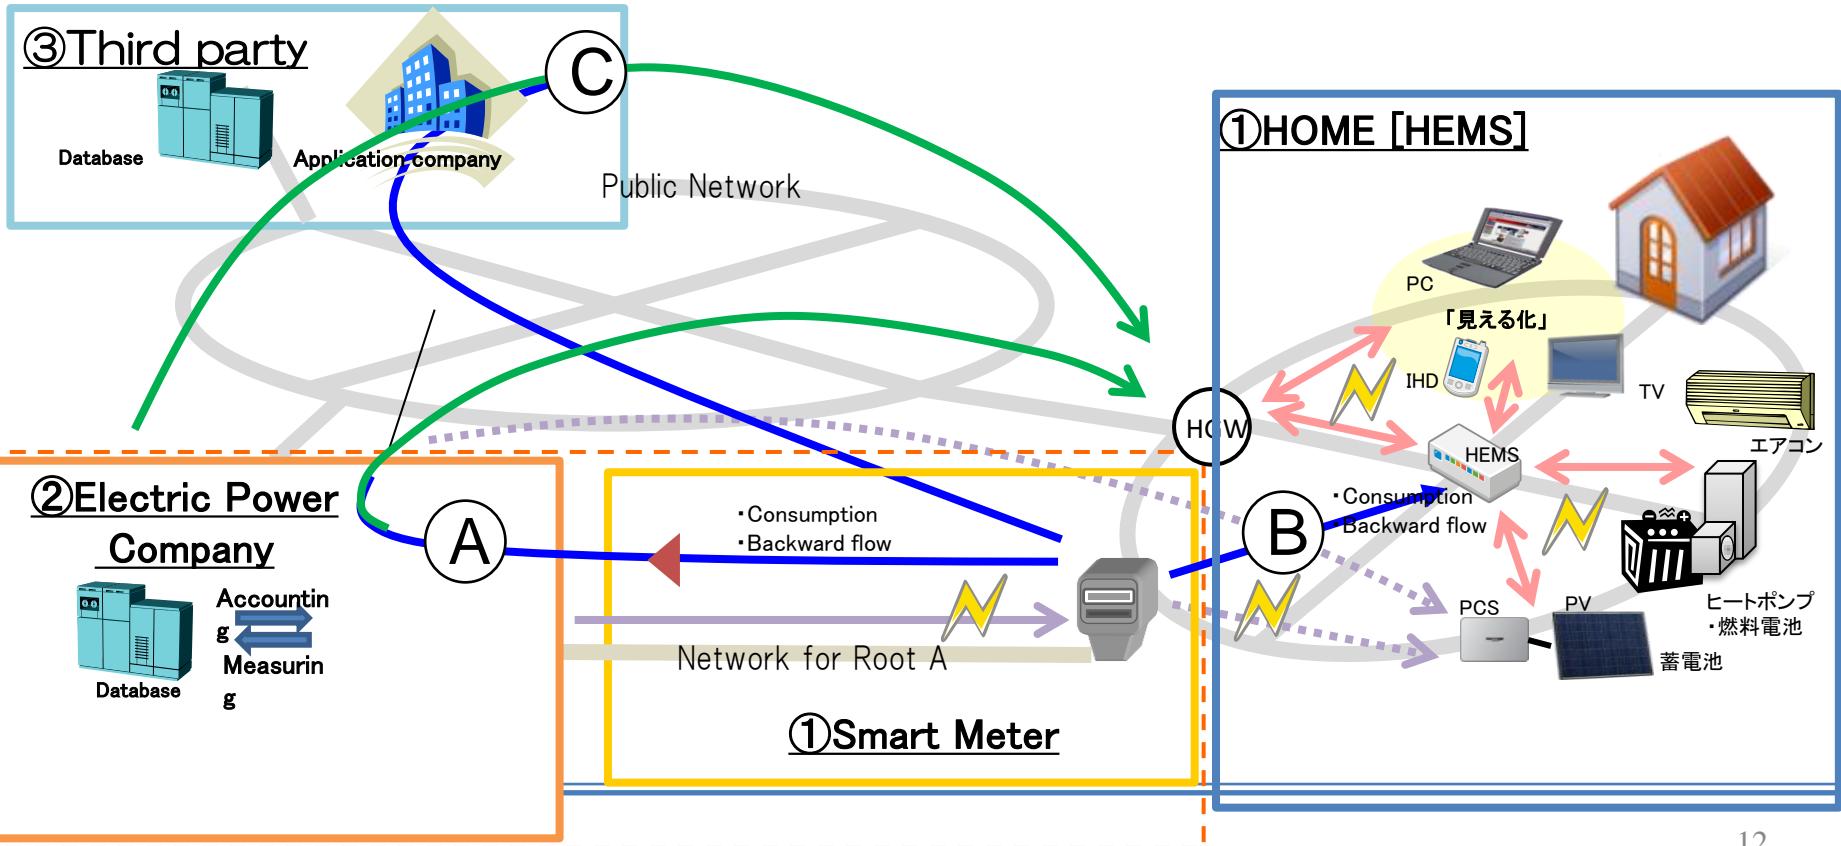 ③Third party
Database
Application company
C
Public Network
①HOME [HEMS]
PC
「見える化」
IHD
TV
エアコン
HGW
HEMS
・Consumption
・Backward flow
B
PCS
PV
ヒートポンプ
・燃料電池
蓄電池
②Electric Power
Company
A
・Consumption
・Backward flow
Accountin
g
Measurin
g
Database
Network for Root A
①Smart Meter
12